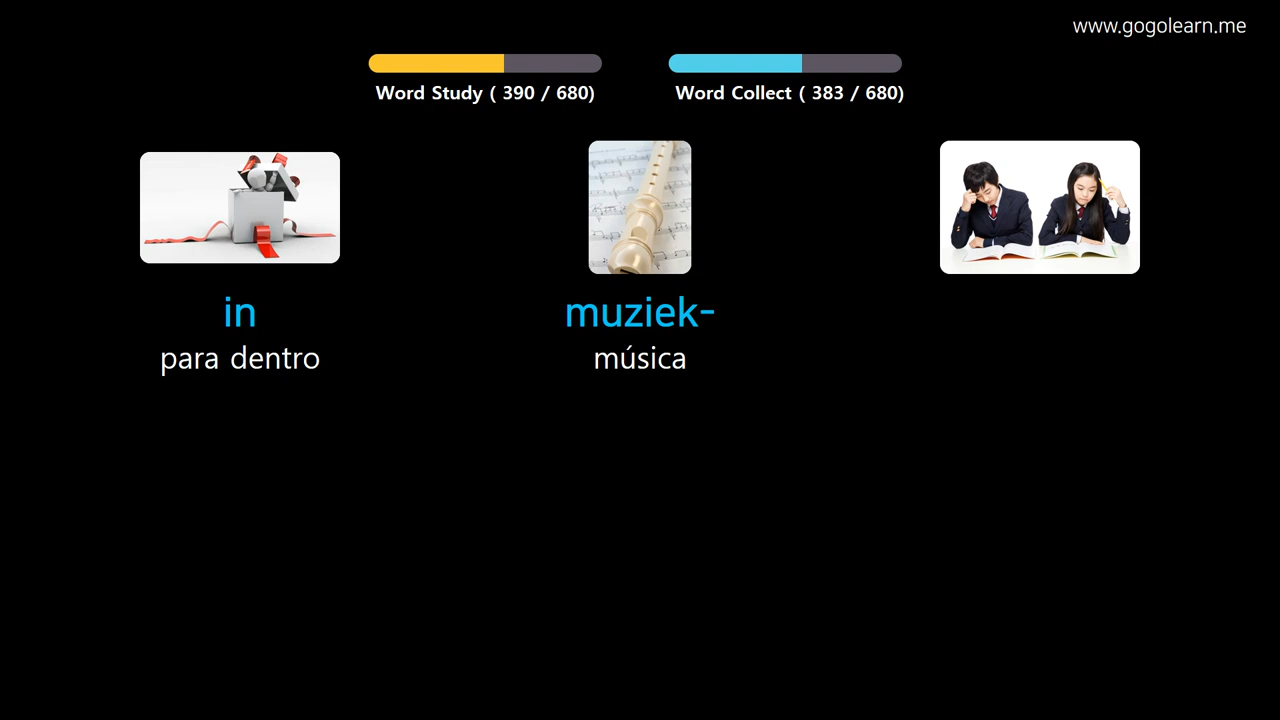 www.gogolearn.me
Word Study ( 390 / 680)
Word Collect ( 383 / 680)
in
para dentro
muziek-
música